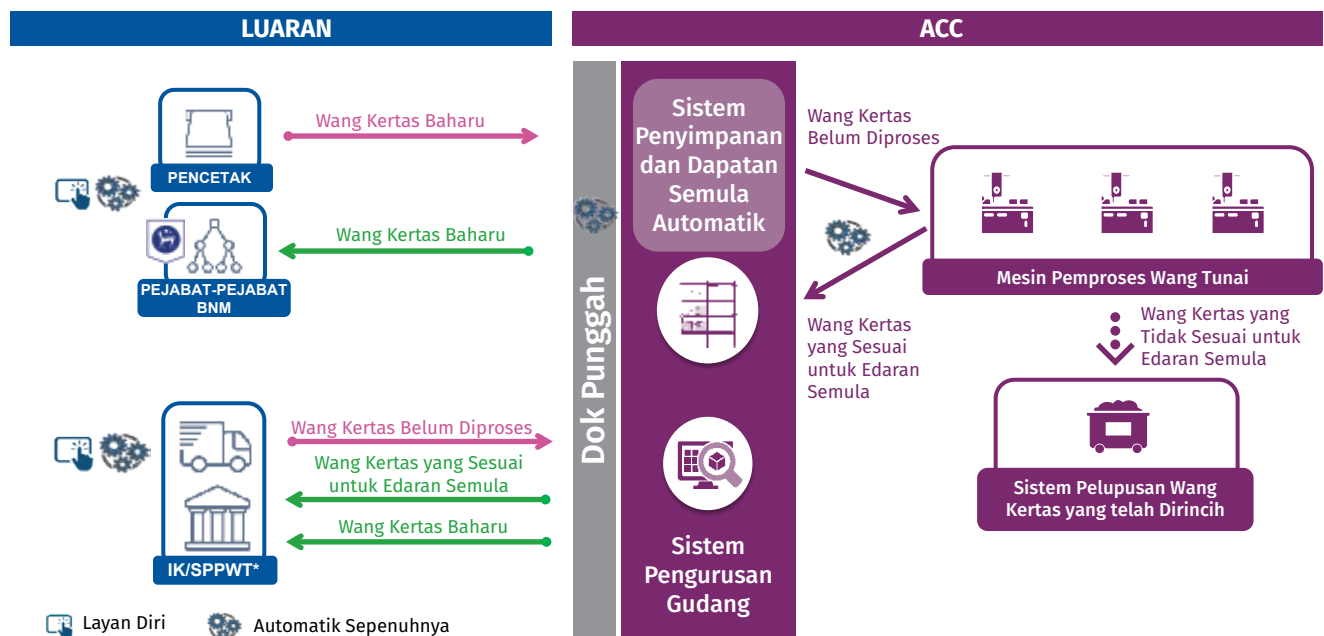 LUARAN
ACC
PENCETAK
Wang Kertas Baharu
PEJABAT-PEJABAT
BNM
Wang Kertas Baharu
IK/SPPWT*
Wang Kertas Belum Diproses
Wang Kertas yang Sesuai
untuk Edaran Semula
Wang Kertas Baharu
Layan Diri
Automatik Sepenuhnya
Dok Punggah
Sistem
Penyimpanan
dan Dapatan
Semula
Automatik
Sistem
Pengurusan
Gudang
Wang Kertas
Belum Diproses
Wang Kertas
yang Sesuai
untuk Edaran
Semula
Mesin Pemproses Wang Tunai
Wang Kertas yang
Tidak Sesuai untuk
Edaran Semula
Sistem Pelupusan Wang
Kertas yang telah Dirincih